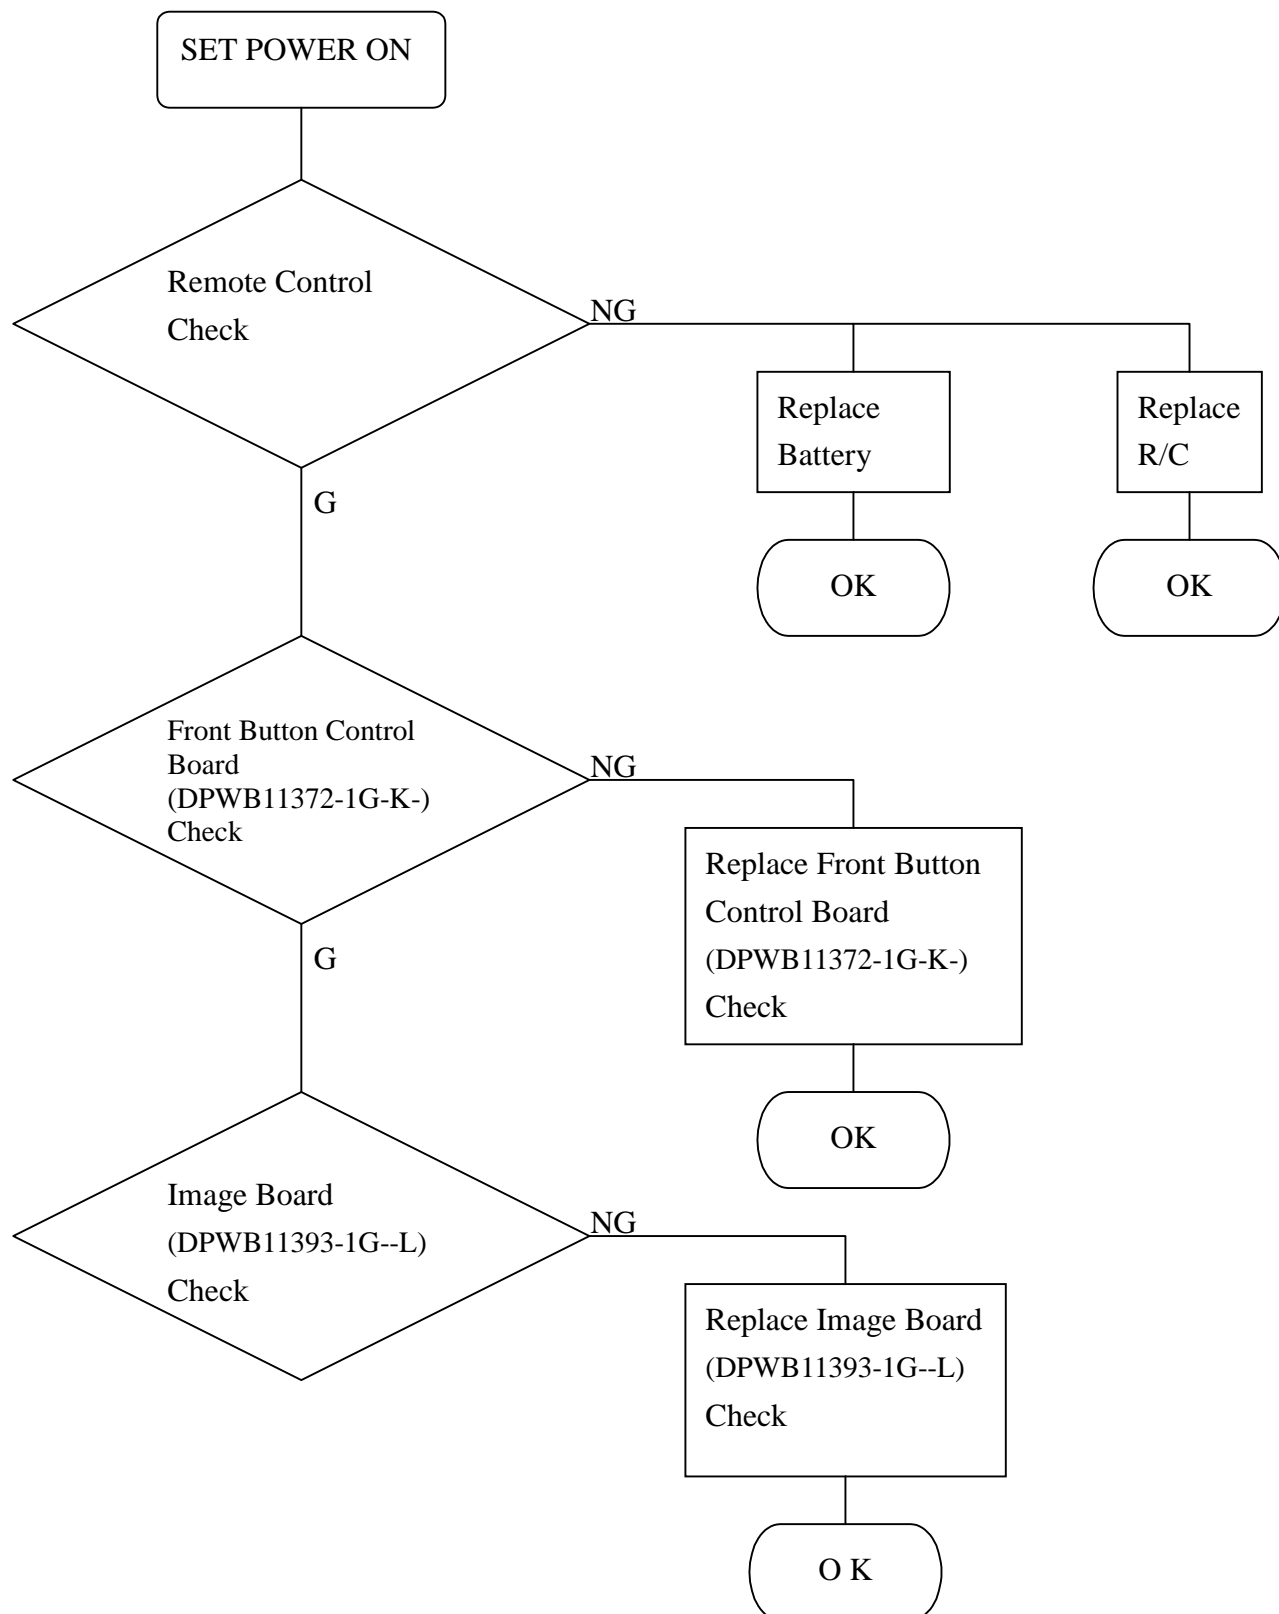 SET POWER ON
Remote Control
Check
NG
Replace
Battery
Replace
R/C
G
OK
OK
Front Button Control
Board
(DPWB11372-1G-K-)
Check
NG
Replace Front Button
Control Board
(DPWB11372-1G-K-)
Check
G
OK
Image Board
(DPWB11393-1G--L)
Check
NG
Replace Image Board
(DPWB11393-1G--L)
Check
O K